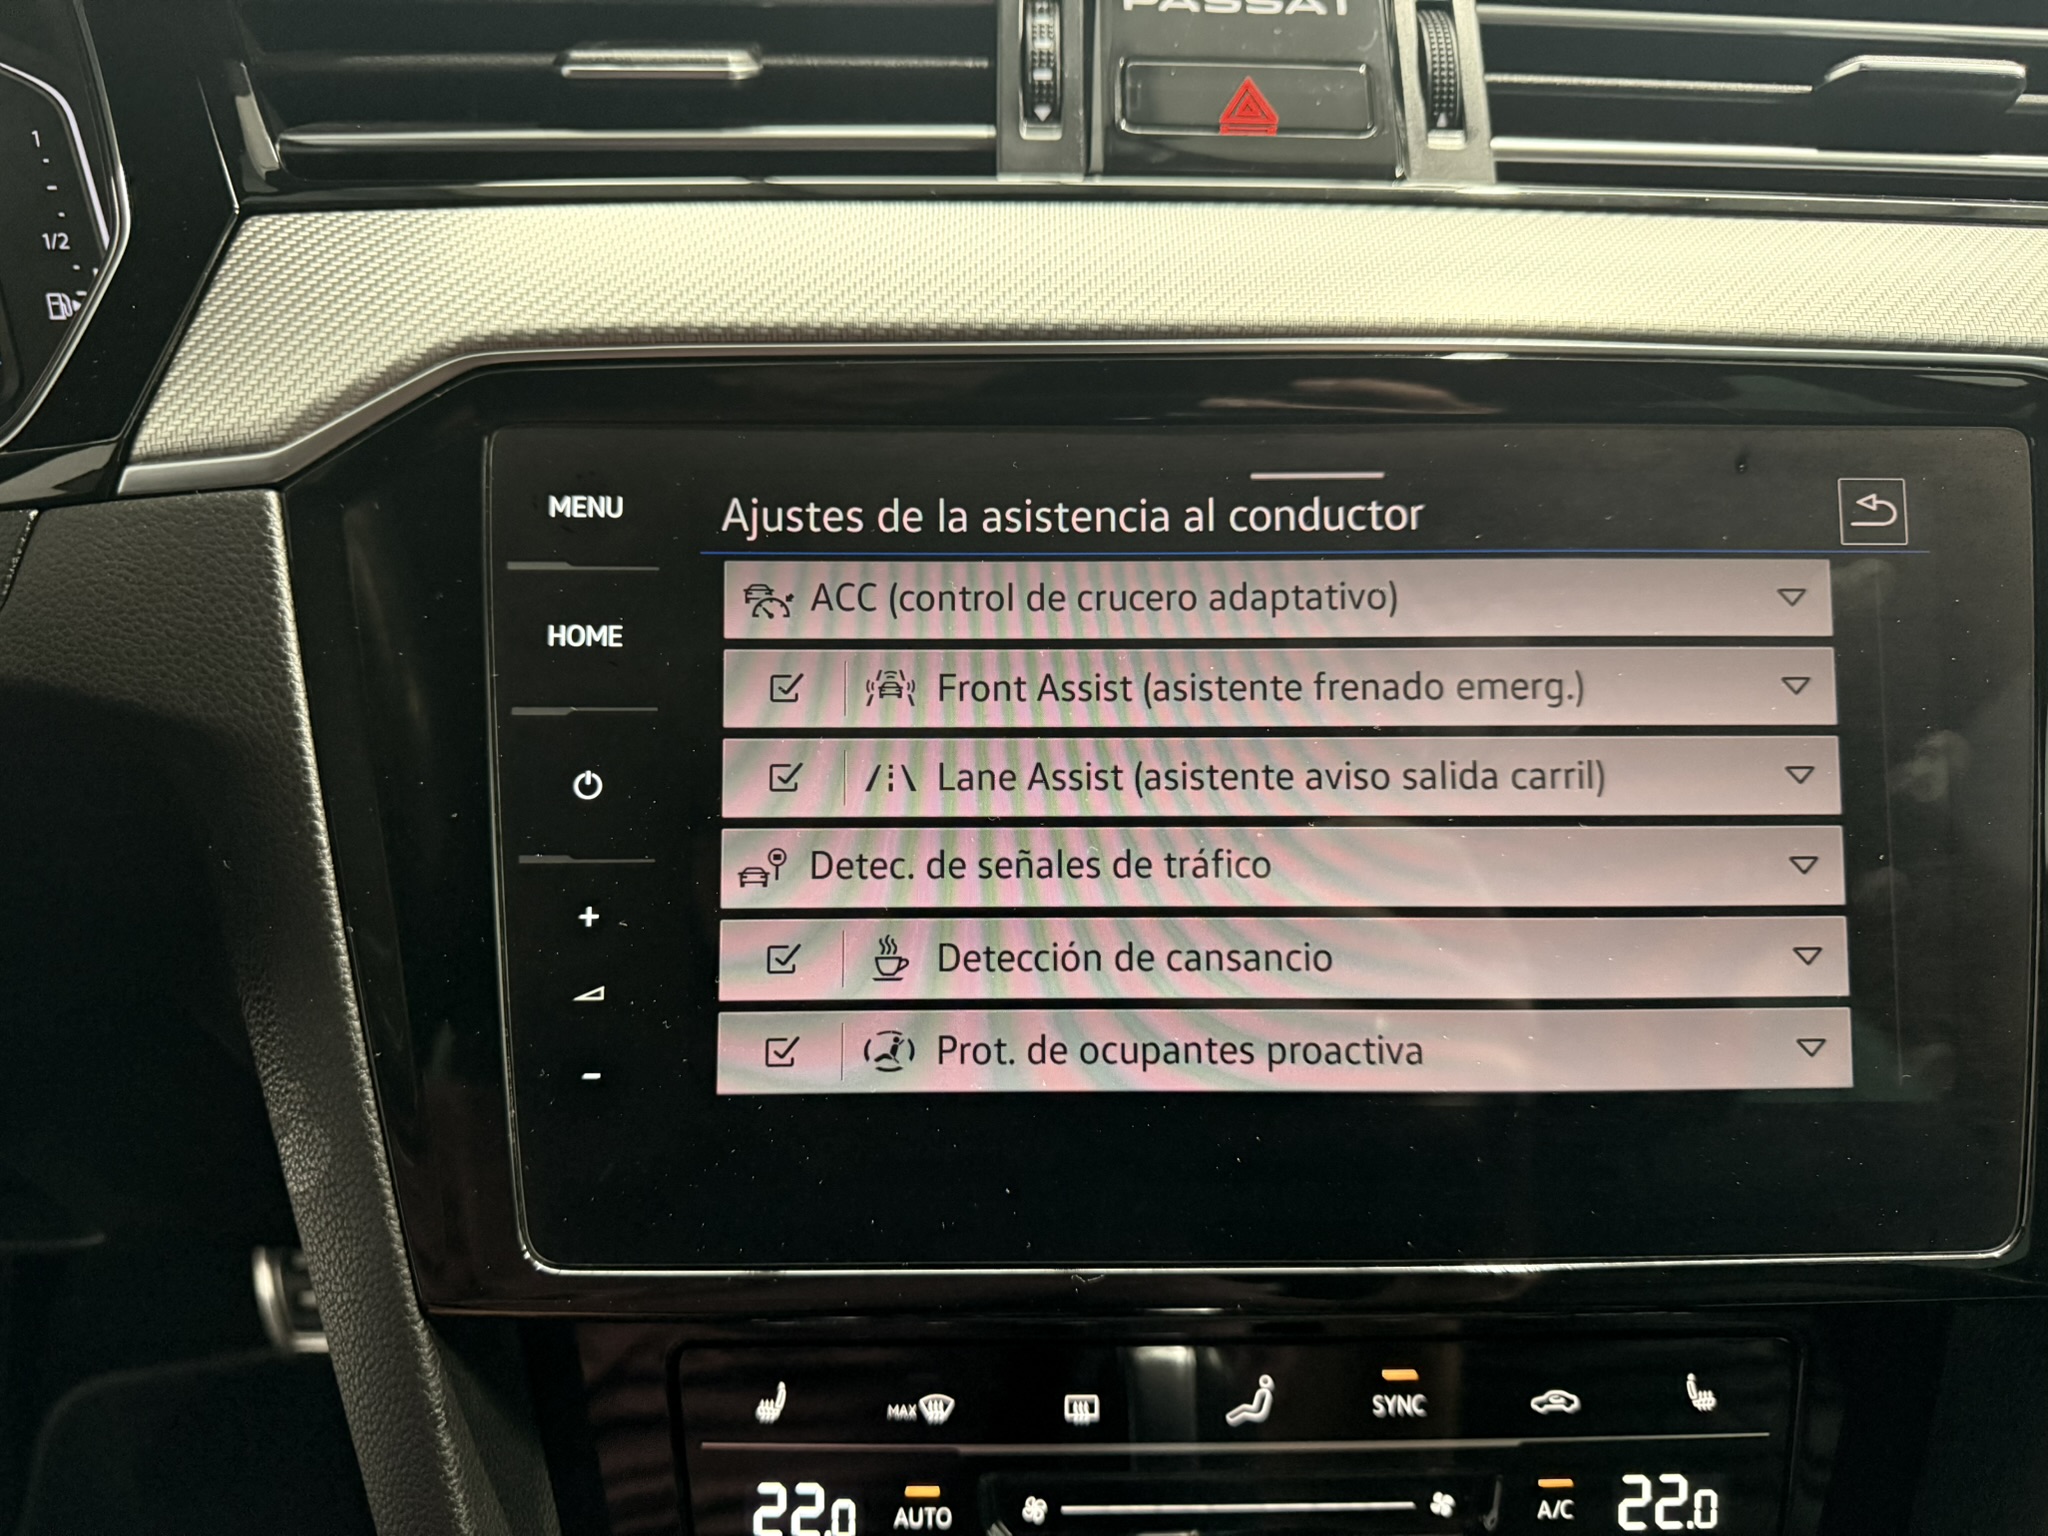 PASSAT
1
1/2
MENU
HOME
+
-
Ajustes de la asistencia al conductor
ACC (control de crucero adaptativo)
Front Assist (asistente frenado emerg.)
Lane Assist (asistente aviso salida carril)
Detec. de señales de tráfico
Detección de cansancio
Prot. de ocupantes proactiva
MAX
SYNC
22.0
AUTO
A/C
22.0